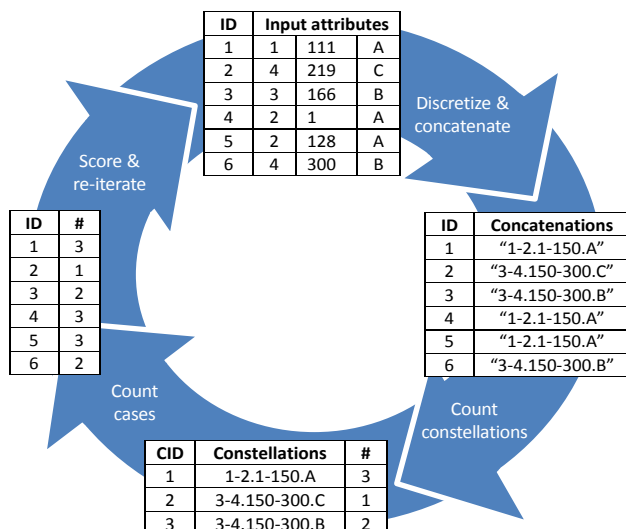 ID Input attributes
1 1 111 A
2 4 219 C
3 3 166 B
4 2 1 A
5 2 128 A
6 4 300 B
Discretize &
concatenate
ID Concatenations
1 “1-2.1-150.A”
2 “3-4.150-300.C”
3 “3-4.150-300.B”
4 “1-2.1-150.A”
5 “1-2.1-150.A”
6 “3-4.150-300.B”
Count
constellations
CID Constellations #
1 1-2.1-150.A 3
2 3-4.150-300.C 1
3 3-4.150-300.B 2
Count
cases
ID #
1 3
2 1
3 2
4 3
5 3
6 2
Score &
re-iterate